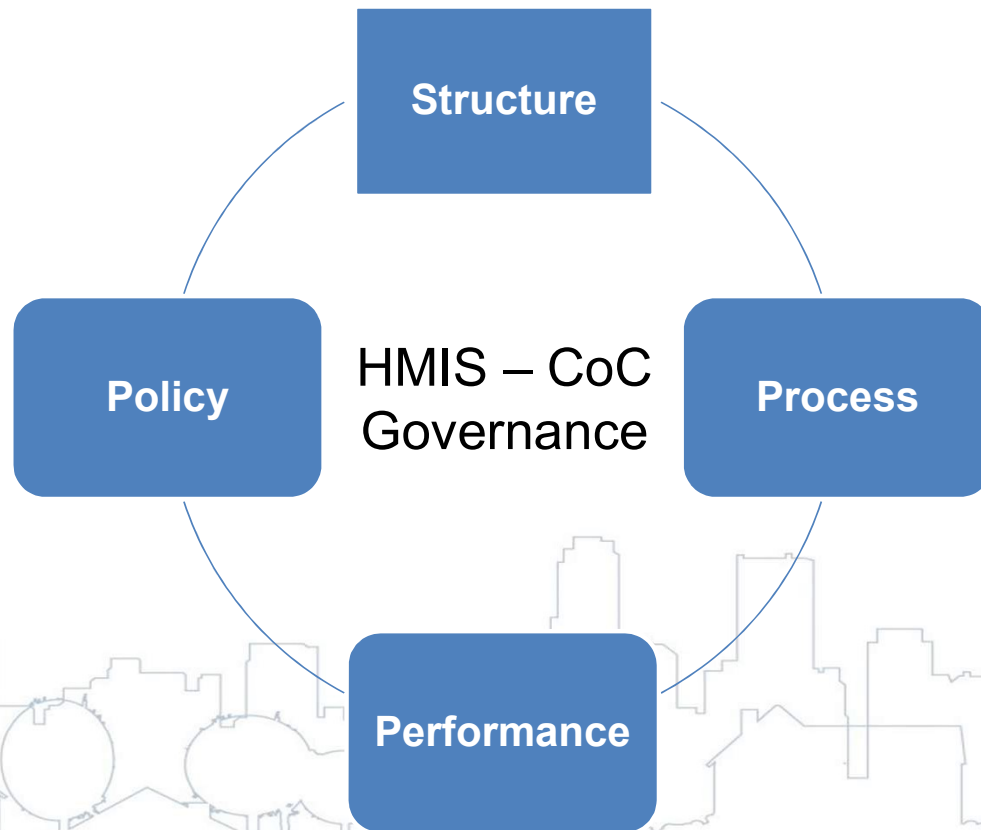 Structure
Policy
HMIS – CoC
Governance
Process
Performance